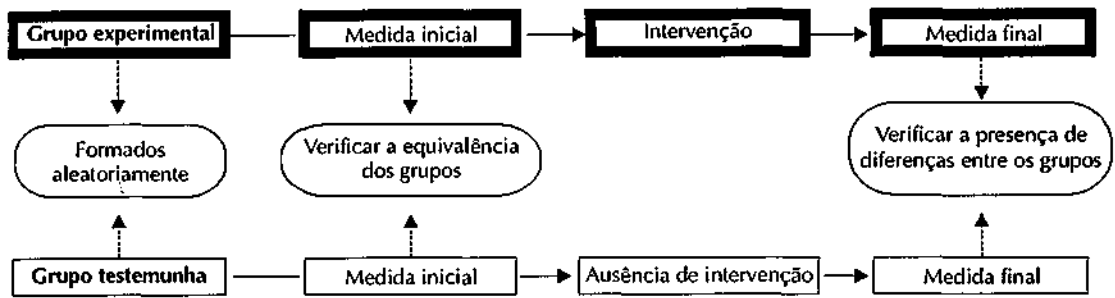 Grupo experimental
Medida inicial
Intervenção
Medida final
Formados
aleatoriamente
Verificar a equivalência
dos grupos
Verificar a presença de
diferenças entre os grupos
Grupo testemunha
Medida inicial
Ausência de intervenção
Medida final